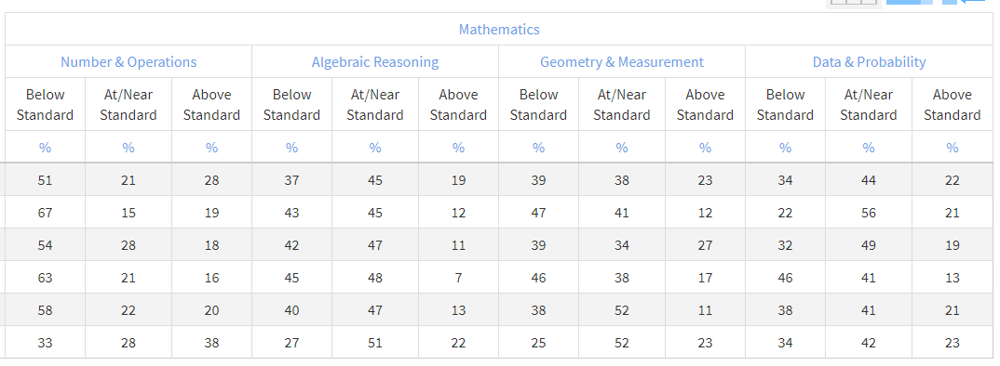 Mathematics
Number & Operations Algebraic Reasoning Geometry & Measurement Data & Probability
Below Standard At/Near Standard Above Standard Below Standard At/Near Standard Above Standard Below Standard At/Near Standard Above Standard Below Standard At/Near Standard Above Standard
% % % % % % % % % % % %
51 21 28 37 45 19 39 38 23 34 44 22
67 15 19 43 45 12 47 41 12 22 56 21
54 28 18 42 47 11 39 34 27 32 49 19
63 21 16 45 48 7 46 38 17 46 41 13
58 22 20 40 47 13 38 52 11 38 41 21
33 28 38 27 51 22 25 52 23 34 42 23